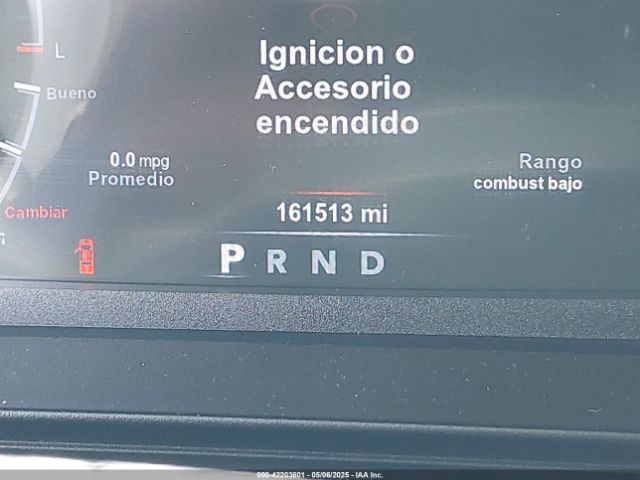 Ignicion o
Accesorio
encendido
L
Bueno
0.0 mpg
Promedio
Cambiar
Rango
combust bajo
161513 mi
P R N D
000-42203601 - 05/06/2025 - IAA Inc.